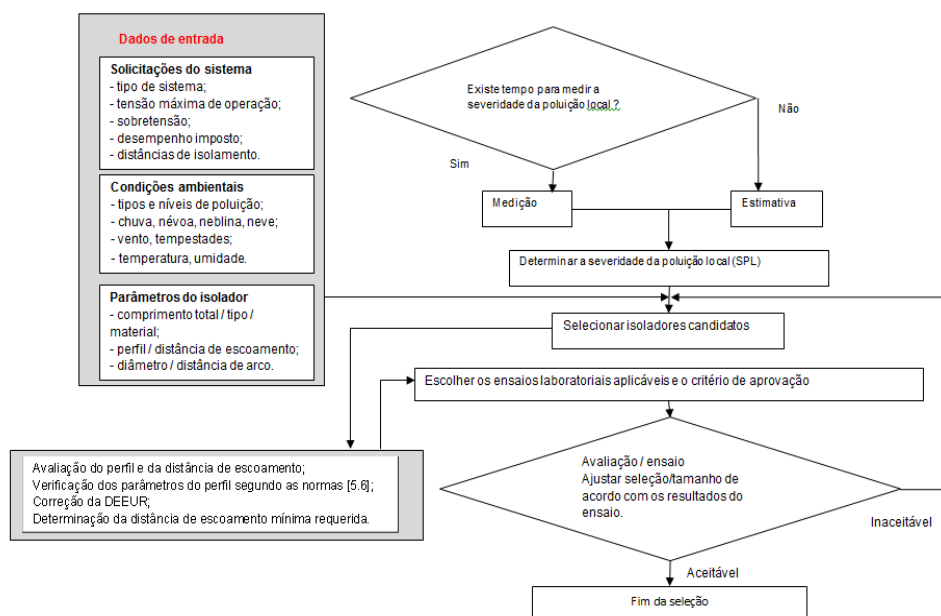 Dados de entrada
Solicitações do sistema
- tipo de sistema;
- tensão máxima de operação;
- sobretensão;
- desempenho imposto;
- distâncias de isolamento.
Condições ambientais
- tipos e níveis de poluição;
- chuva, névoa, neblina, neve;
- vento, tempestades;
- temperatura, umidade.
Parâmetros do isolador
- comprimento total / tipo /
material;
- perfil / distância de escoamento;
- diâmetro / distância de arco.
Existe tempo para medir a
severidade da poluição local ?
Não
Sim
Medição
Estimativa
Determinar a severidade da poluição local (SPL)
Selecionar isoladores candidatos
Escolher os ensaios laboratoriais aplicáveis e o critério de aprovação
Avaliação do perfil e da distância de escoamento;
Verificação dos parâmetros do perfil segundo as normas [5.6];
Correção da DEEUR;
Determinação da distância de escoamento mínima requerida.
Avaliação / ensaio
Ajustar seleção/tamanho de
acordo com os resultados do
ensaio.
Inaceitável
Aceitável
Fim da seleção